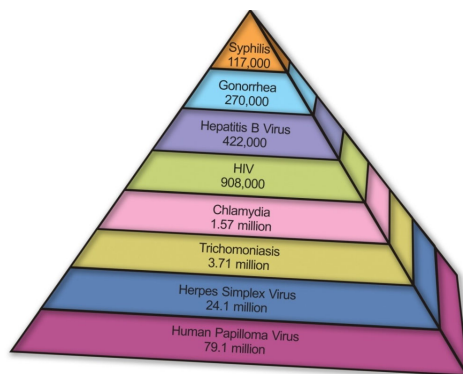 Syphilis
117,000
Gonorrhea
270,000
Hepatitis B Virus
422,000
HIV
908,000
Chlamydia
1.57 million
Trichomoniasis
3.71 million
Herpes Simplex Virus
24.1 million
Human Papilloma Virus
79.1 million